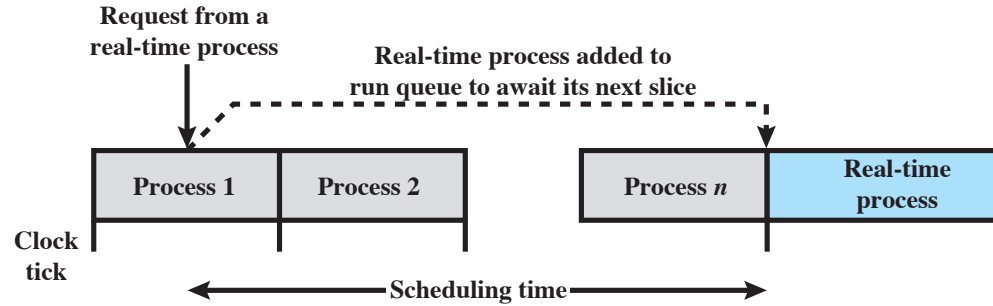 Request from a
real-time process
Real-time process added to
run queue to await its next slice
Process 1
Process 2
Process n
Real-time
process
Clock
tick
Scheduling time